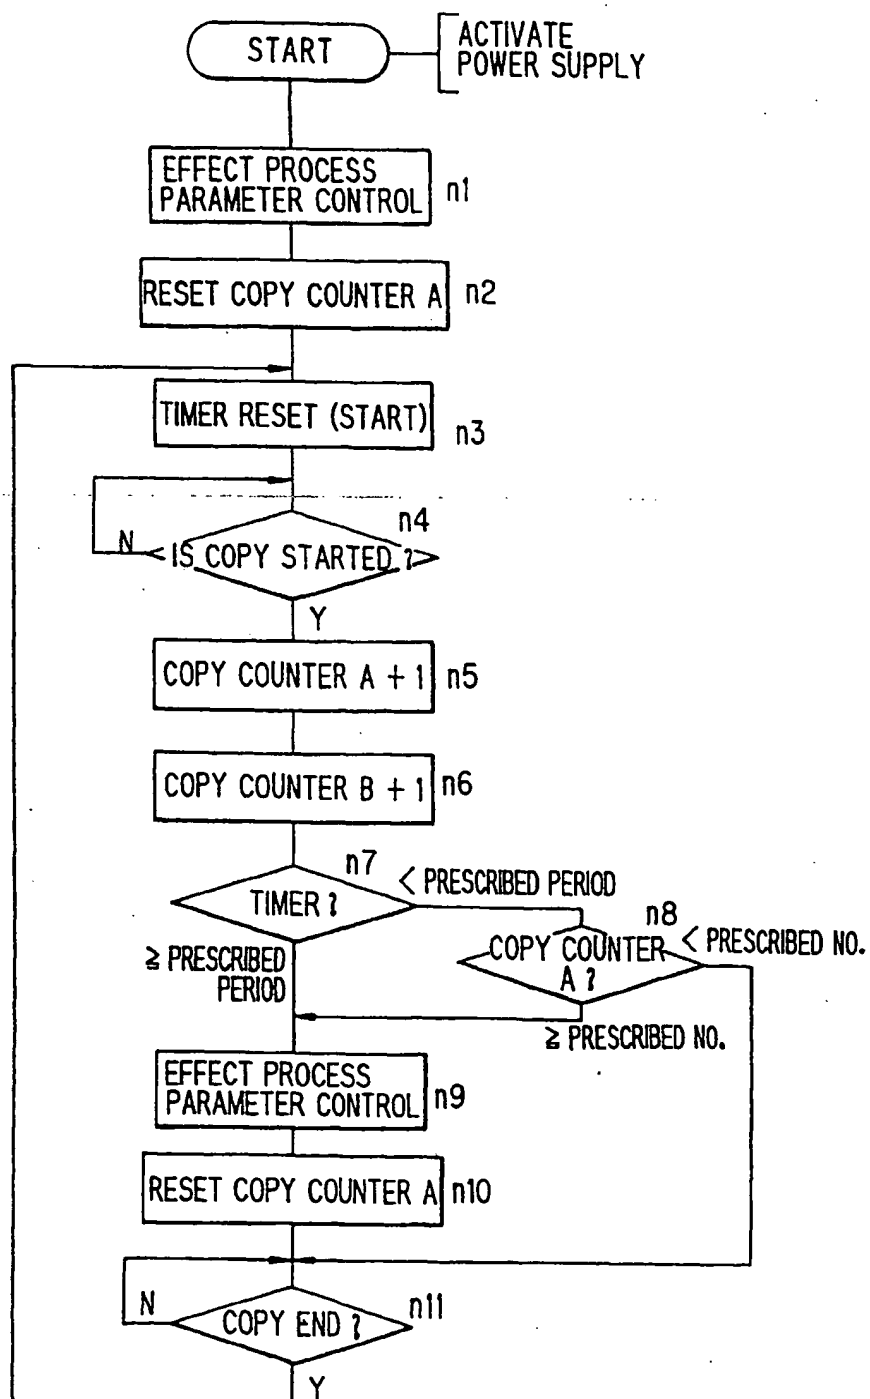 START
ACTIVATE
POWER SUPPLY
EFFECT PROCESS
PARAMETER CONTROL
n1
RESET COPY COUNTER A
n2
TIMER RESET (START)
n3
n4
N
IS COPY STARTED ?
Y
COPY COUNTER A + 1
n5
COPY COUNTER B + 1
n6
n7
TIMER ?
< PRESCRIBED PERIOD
n8
COPY COUNTER
A ?
< PRESCRIBED NO.
≧ PRESCRIBED
PERIOD
≧ PRESCRIBED NO.
EFFECT PROCESS
PARAMETER CONTROL
n9
RESET COPY COUNTER A
n10
N
COPY END ?
n11
Y